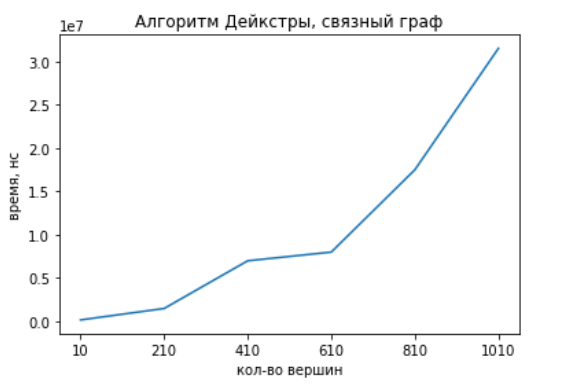 Алгоритм Дейкстры, связный граф
1e7
3.0
2.5
2.0
1.5
1.0
0.5
0.0
время, нс
10 210 410 610 810 1010
кол-во вершин